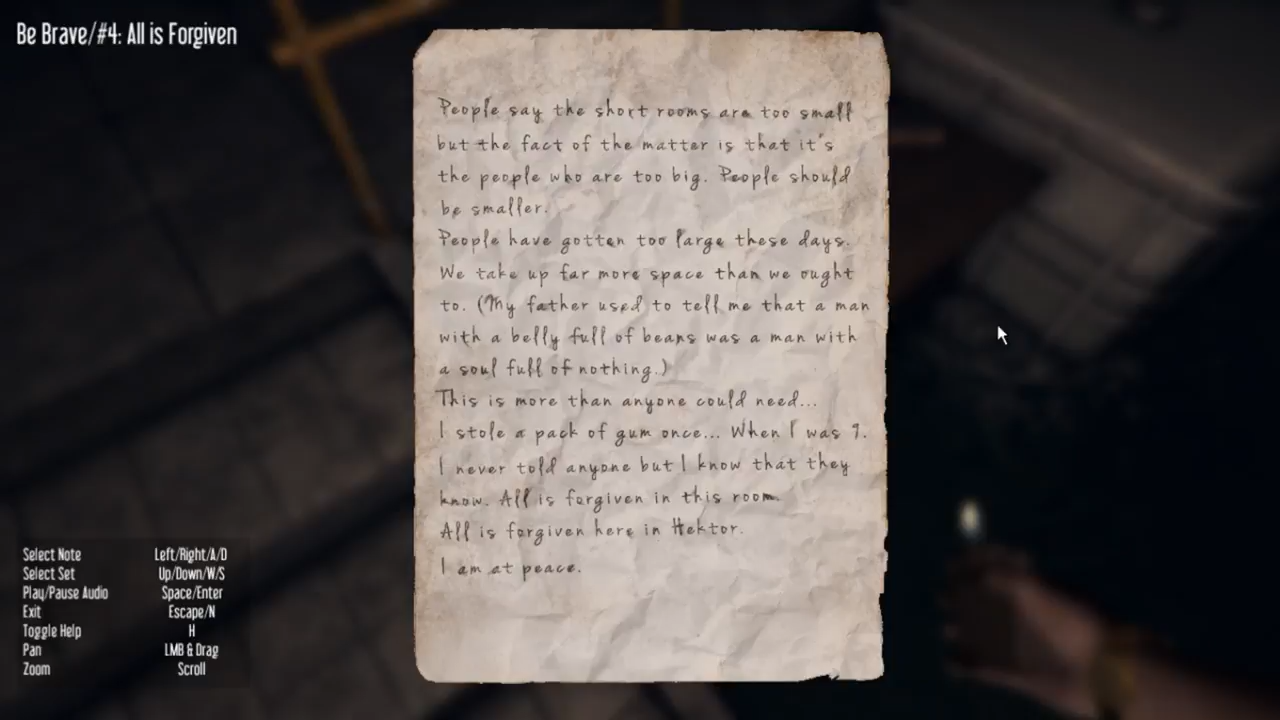 Be Brave/#4: All is Forgiven
People say the short rooms are too small
but the fact of the matter is that it's
the people who are too big. People should
be smaller.
People have gotten too large these days.
We take up far more space than we ought
to. (My father used to tell me that a man
with a belly full of beans was a man with
a soul full of nothing.)
This is more than anyone could need...
I stole a pack of gum once... When I was 9.
I never told anyone but I know that they
know. All is forgiven in this room.
All is forgiven here in Hektor.
I am at peace.
Select Note Left/Right/A/D
Select Set Up/Down/W/S
Play/Pause Audio Space/Enter
Exit Escape/N
Toggle Help H
Pan LMB & Drag
Zoom Scroll